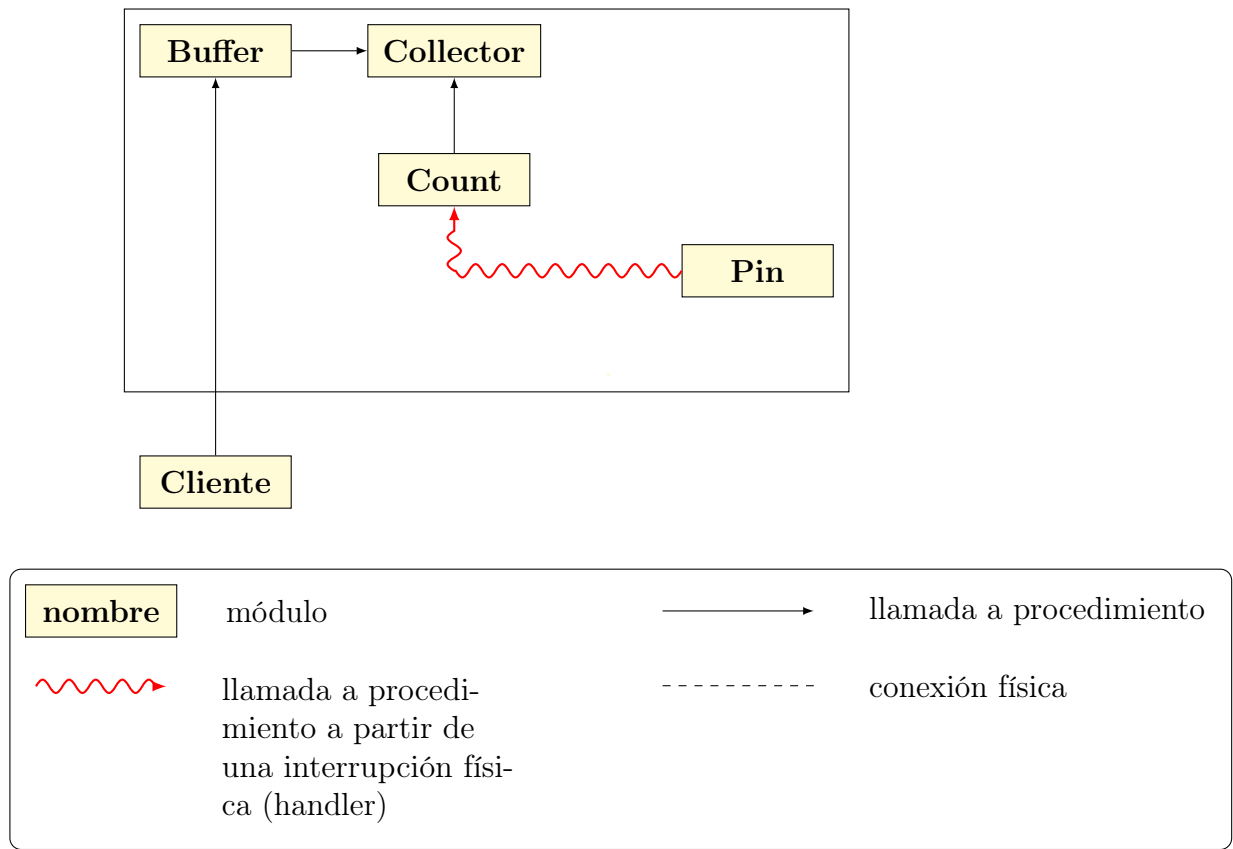 Buffer
Collector
Count
Pin
Cliente
nombre
módulo
llamada a procedimiento
llamada a procedi-
miento a partir de
una interrupción físi-
ca (handler)
conexión física